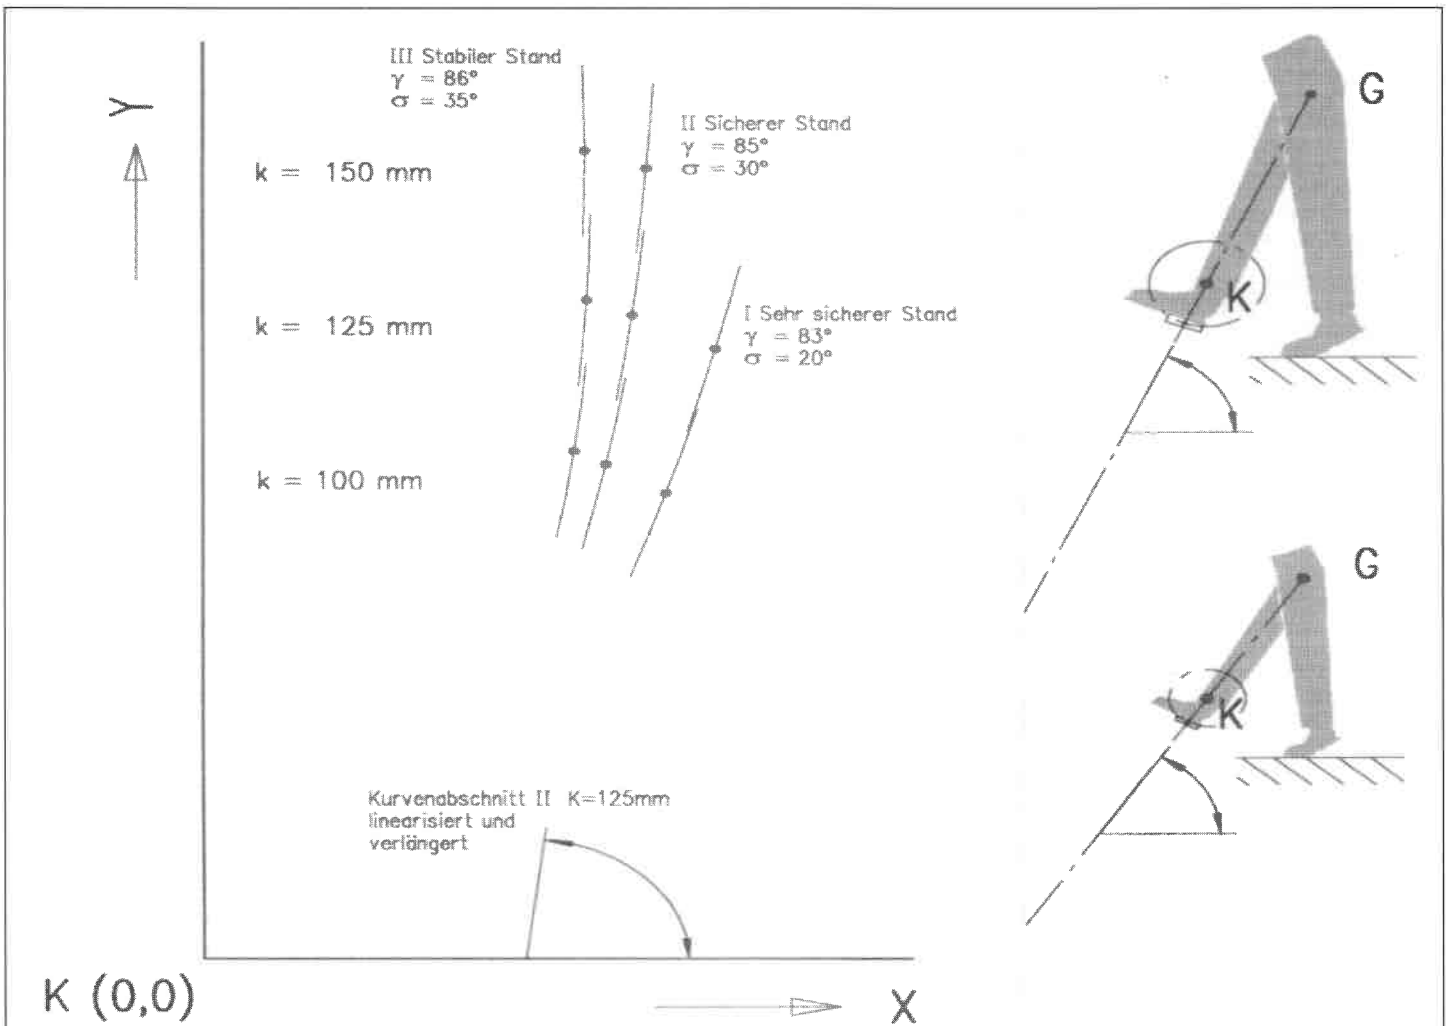 III Stabiler Stand
γ = 86°
σ = 35°
Y
II Sicherer Stand
γ = 85°
σ = 30°
k = 150 mm
I Sehr sicherer Stand
γ = 83°
σ = 20°
k = 125 mm
k = 100 mm
Kurvenabschnitt II K=125mm
linearisiert und
verlängert
K (0,0)
X
G
K
G
K